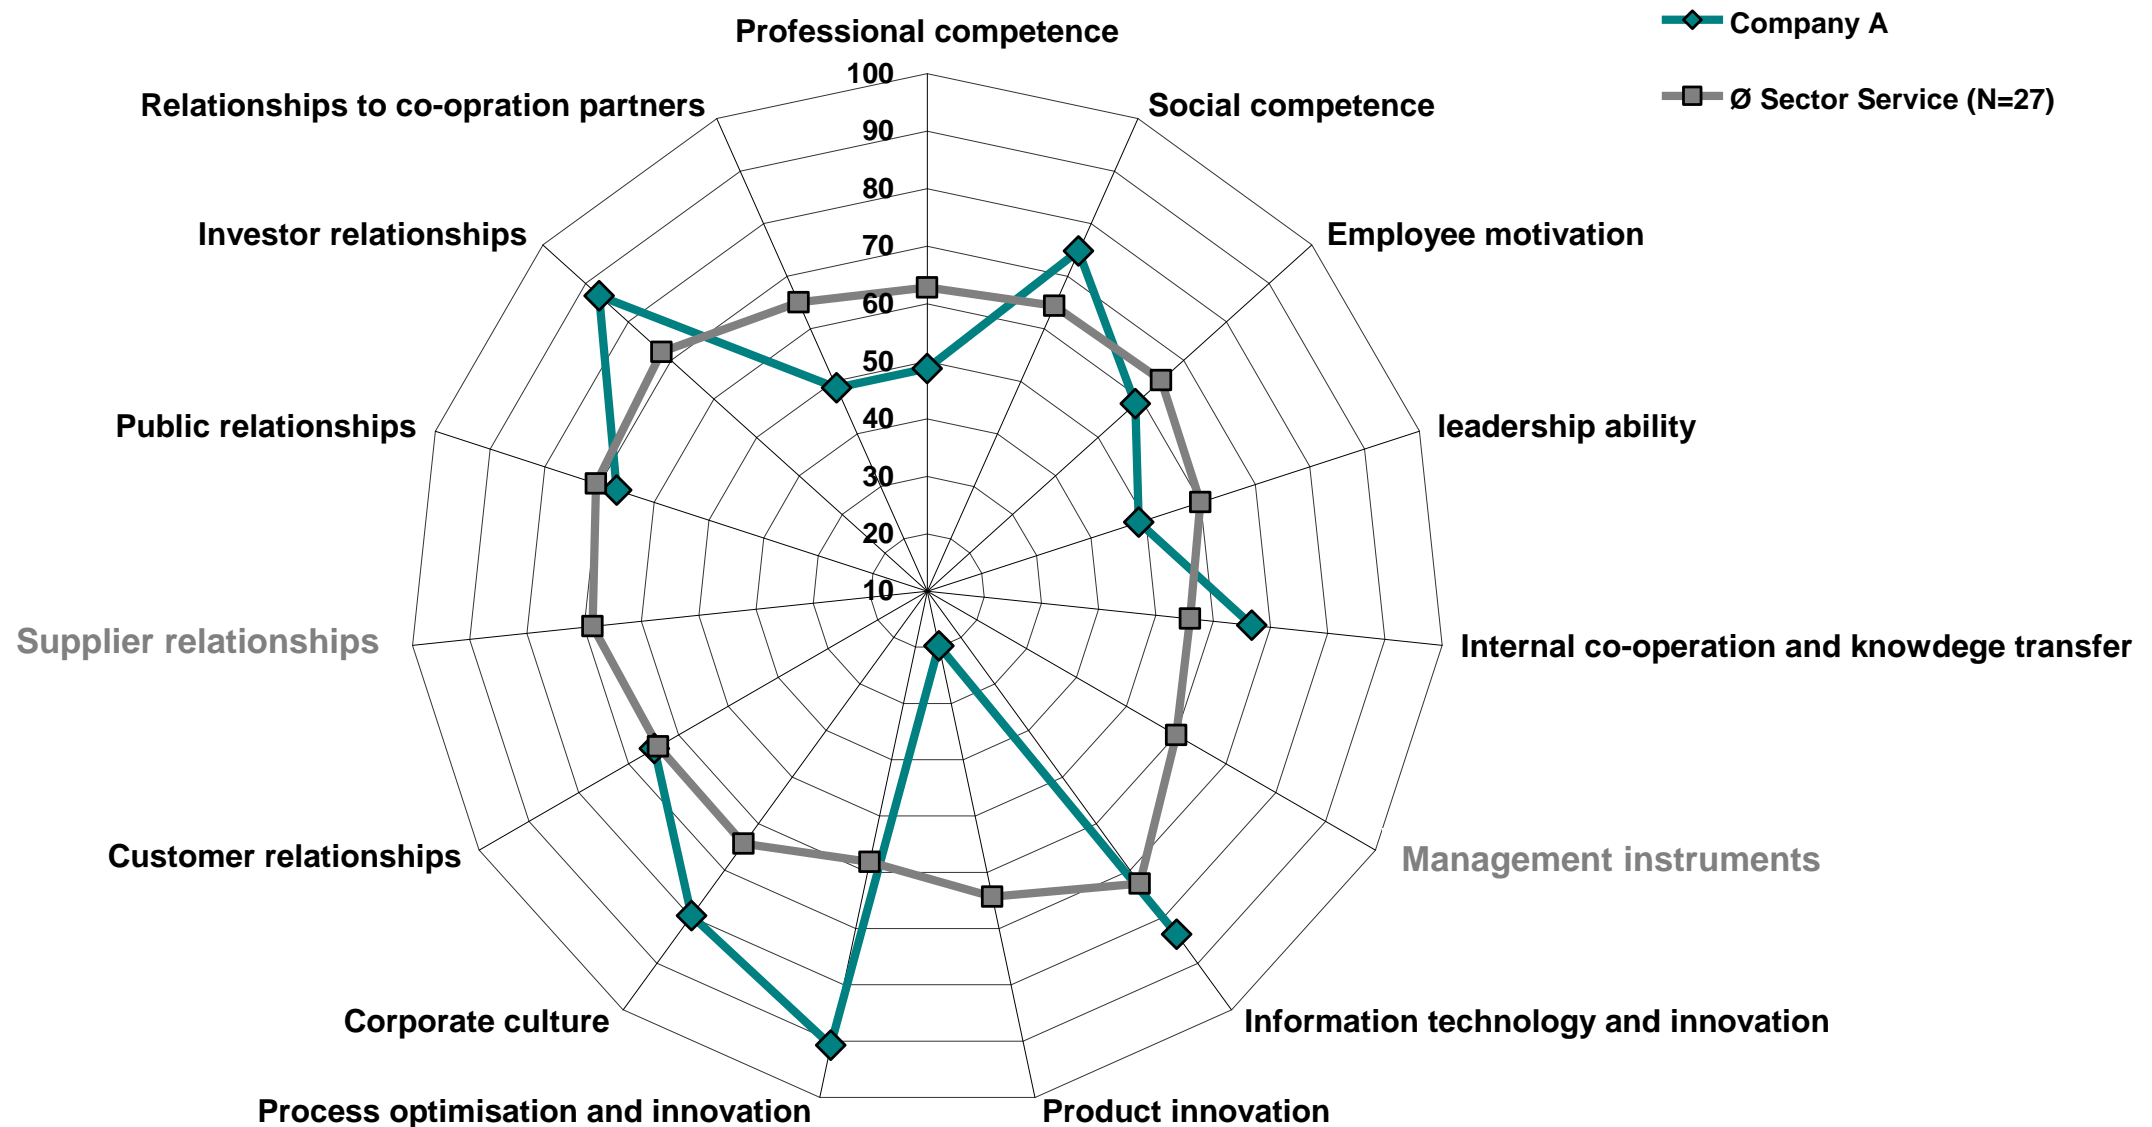 Company A
Ø Sector Service (N=27)
Professional competence
Social competence
Employee motivation
leadership ability
Internal co-operation and knowdege transfer
Management instruments
Information technology and innovation
Product innovation
Process optimisation and innovation
Corporate culture
Customer relationships
Supplier relationships
Public relationships
Investor relationships
Relationships to co-opration partners
100
90
80
70
60
50
40
30
20
10